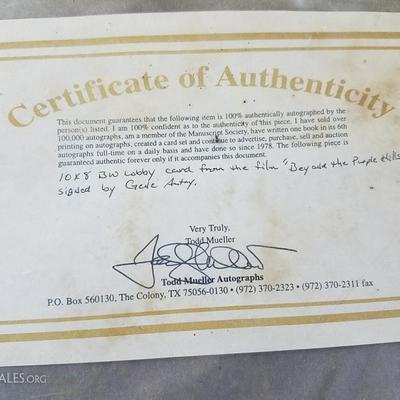 Certificate of Authenticity
This document guarantees that the following item is 100% authentically autographed by the
person(s) listed. I am 100% confident as to the authenticity of this piece. I have sold over
100,000 autographs, am a member of the Manuscript Society, have written one book in its 6th
printing on autographs, created a card set and continue to advertise, purchase, sell and auction
autographs full-time on a daily basis and have done so since 1978. The following piece is
guaranteed authentic forever only if it accompanies this document.
10x8 BW Lobby card from the film "Beyond the Purple Hills
signed by Gene Autry.
Very Truly,
Todd Mueller
Todd Mueller Autographs
P.O. Box 560130, The Colony, TX 75056-0130 • (972) 370-2323 • (972) 370-2311 fax
ALES.ORG